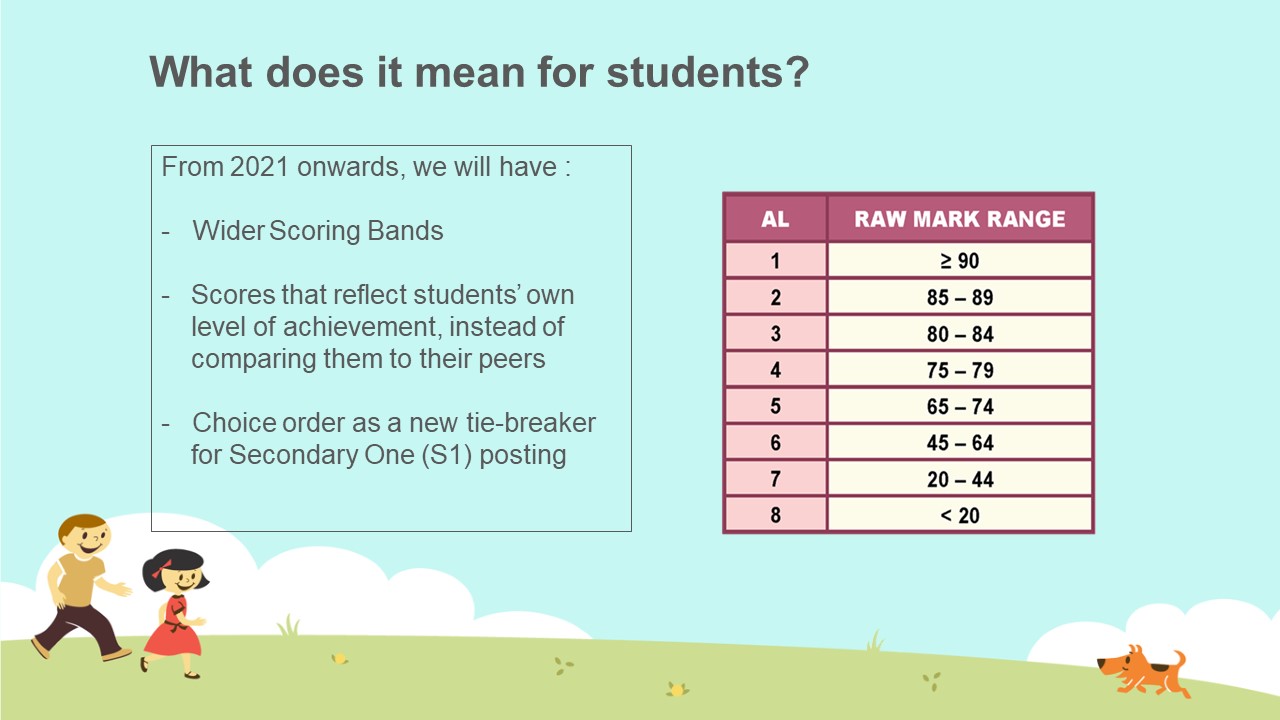 What does it mean for students?
From 2021 onwards, we will have :
- Wider Scoring Bands
- Scores that reflect students’ own
level of achievement, instead of
comparing them to their peers
- Choice order as a new tie-breaker
for Secondary One (S1) posting
AL RAW MARK RANGE
1 ≥ 90
2 85 – 89
3 80 – 84
4 75 – 79
5 65 – 74
6 45 – 64
7 20 – 44
8 < 20